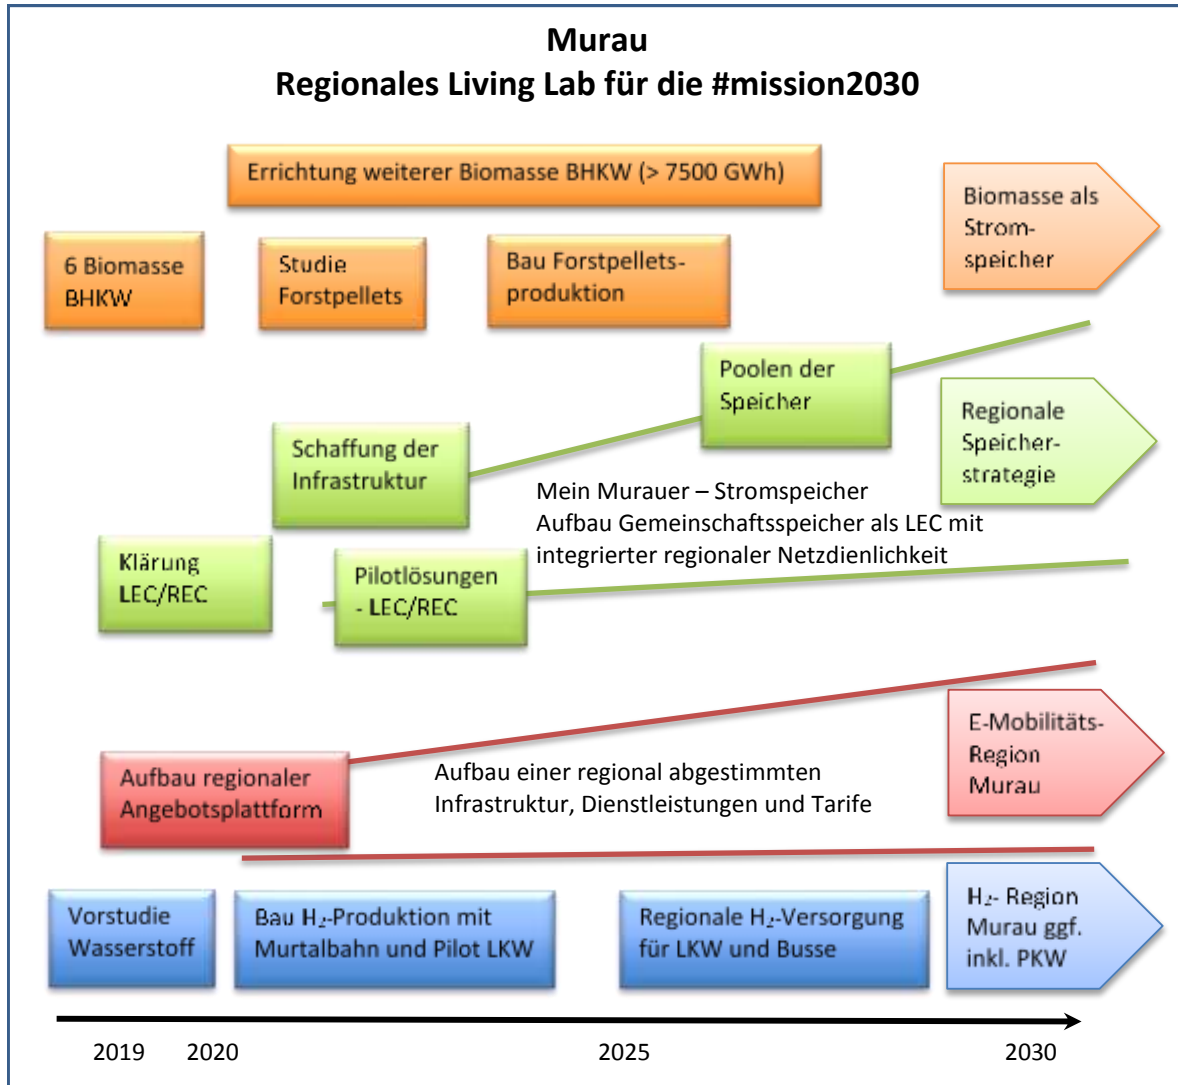 Murau
Regionales Living Lab für die #mission2030
Errichtung weiterer Biomasse BHKW (> 7500 GWh)
Biomasse als
Strom-
speicher
6 Biomasse
BHKW
Studie
Forstpellets
Bau Forstpellets-
produktion
Poolen der
Speicher
Regionale
Speicher-
strategie
Schaffung der
Infrastruktur
Mein Murauer – Stromspeicher
Aufbau Gemeinschaftsspeicher als LEC mit
integrierter regionaler Netzdienlichkeit
Klärung
LEC/REC
Pilotlösungen
- LEC/REC
E-Mobilitäts-
Region
Murau
Aufbau regionaler
Angebotsplattform
Aufbau einer regional abgestimmten
Infrastruktur, Dienstleistungen und Tarife
Vorstudie
Wasserstoff
Bau H₂-Produktion mit
Murtalbahn und Pilot LKW
Regionale H₂-Versorgung
für LKW und Busse
H₂- Region
Murau ggf.
inkl. PKW
2019 2020 2025 2030